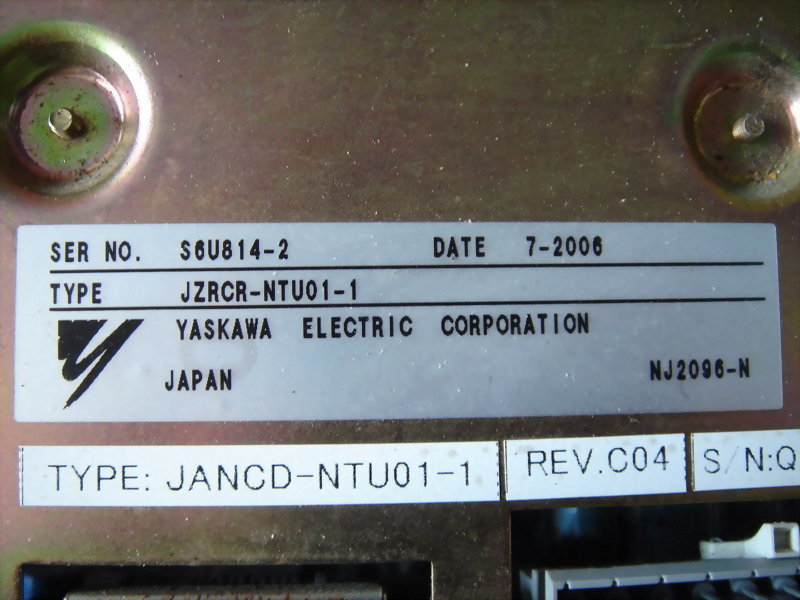 SER NO. S6U814-2 DATE 7-2006
TYPE JZRCR-NTU01-1
YASKAWA ELECTRIC CORPORATION
JAPAN NJ2096-N
TYPE: JANCD-NTU01-1 REV.C04 S/N:Q